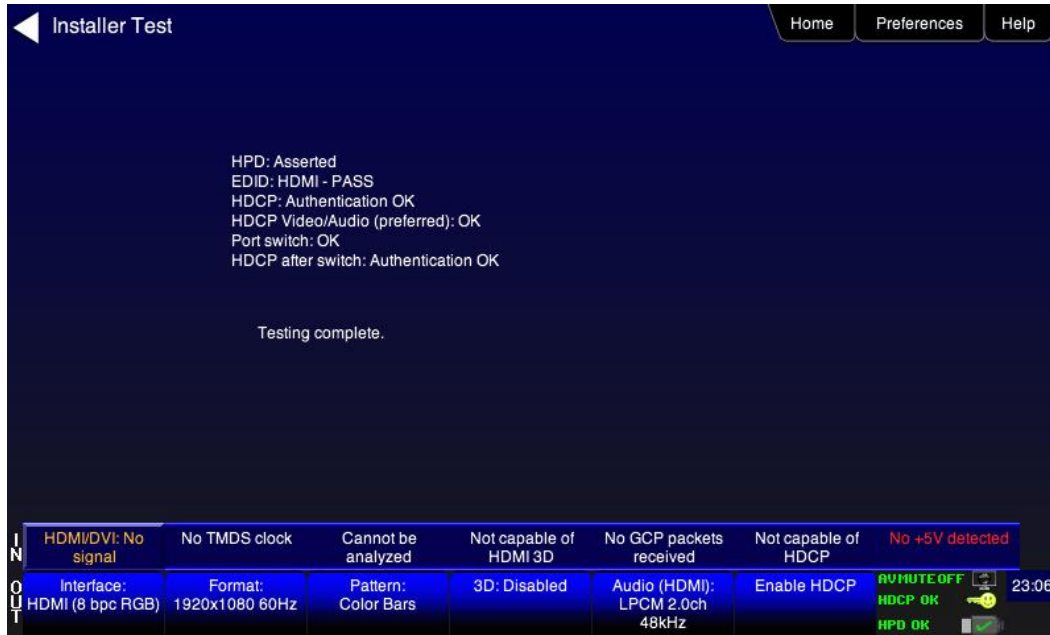 Installer Test
Home
Preferences
Help
HPD: Asserted
EDID: HDMI - PASS
HDCP: Authentication OK
HDCP Video/Audio (preferred): OK
Port switch: OK
HDCP after switch: Authentication OK
Testing complete.
IN
HDMI/DVI: No
signal
No TMDS clock
Cannot be
analyzed
Not capable of
HDMI 3D
No GCP packets
received
Not capable of
HDCP
No +5V detected
OUT
Interface:
HDMI (8 bpc RGB)
Format:
1920x1080 60Hz
Pattern:
Color Bars
3D: Disabled
Audio (HDMI):
LPCM 2.0ch
48kHz
Enable HDCP
AVMUTE OFF
HDCP OK
HPD OK
23:06